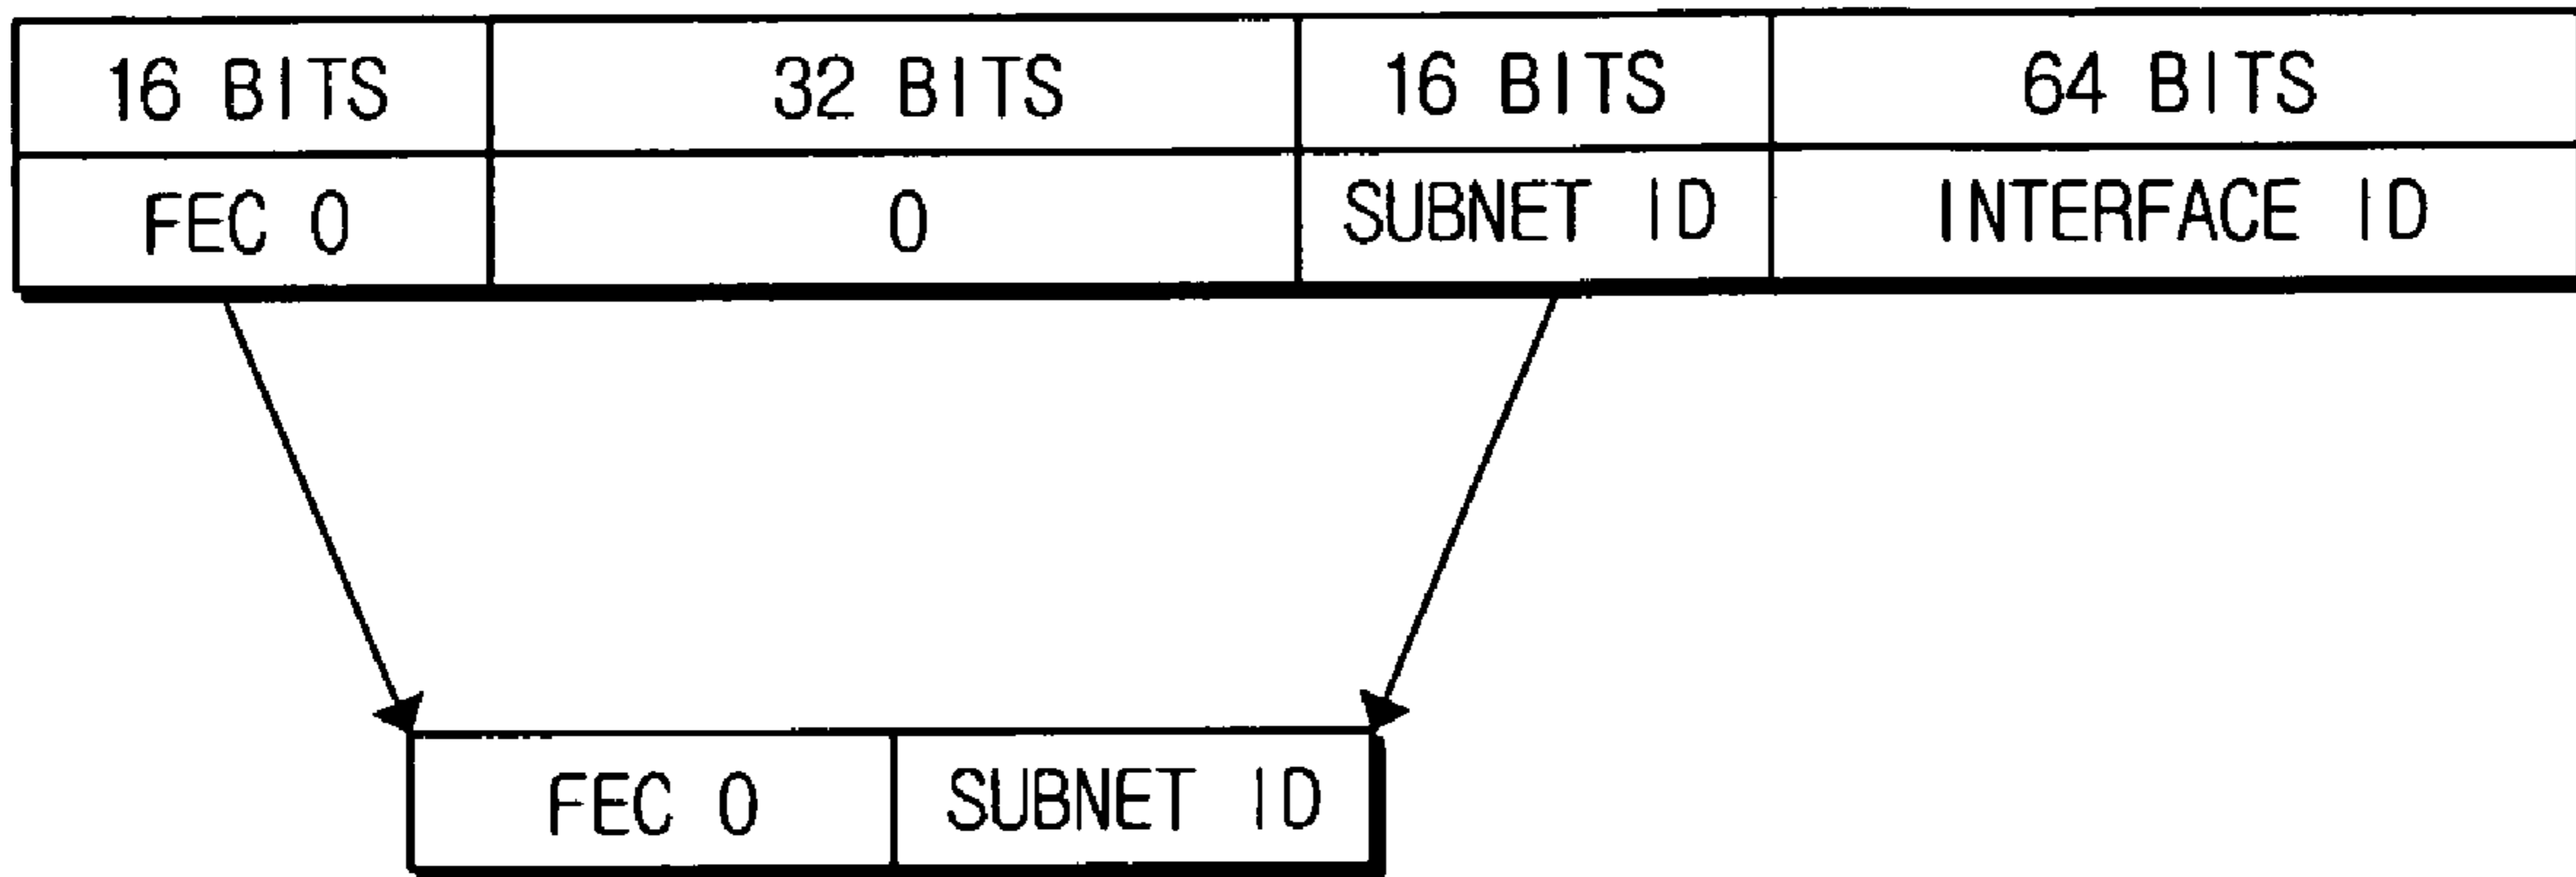 16 BITS 32 BITS 16 BITS 64 BITS
FEC 0 0 SUBNET ID INTERFACE ID
FEC 0 SUBNET ID